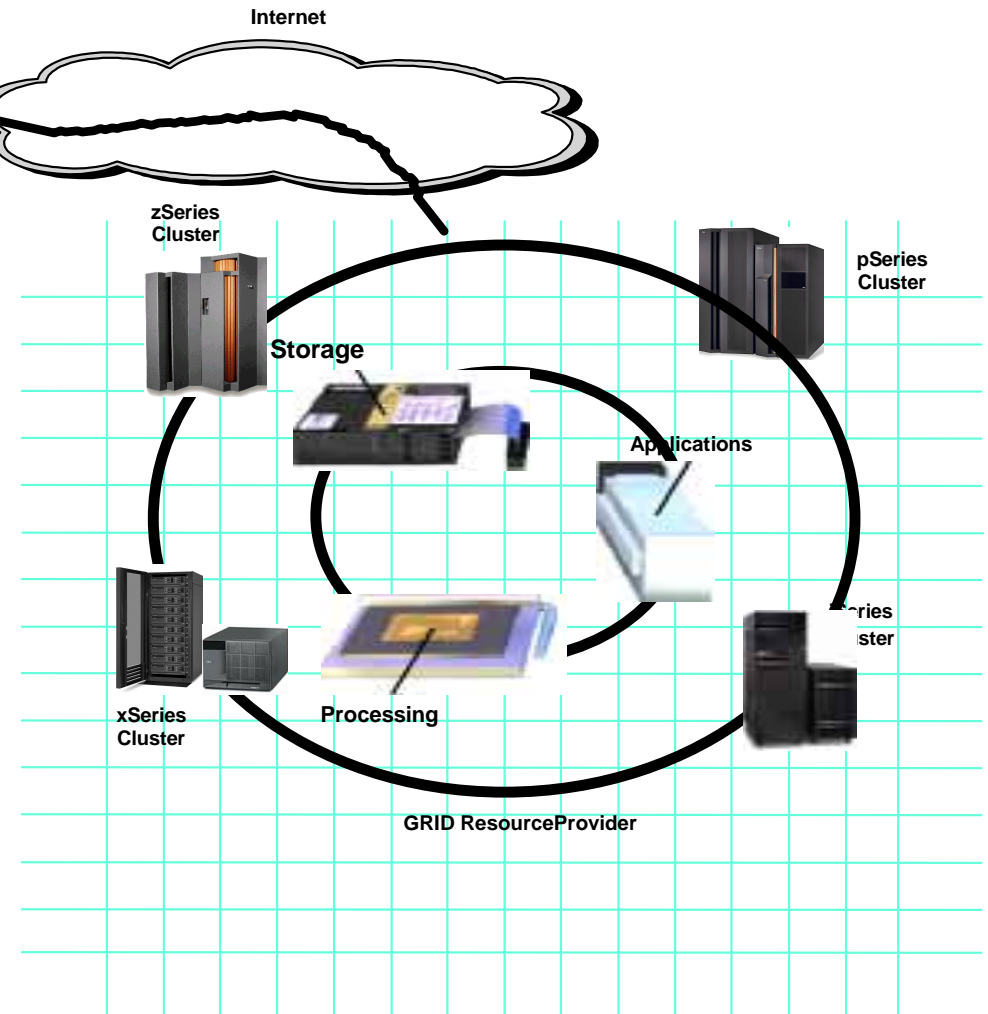 Internet
zSeries
Cluster
pSeries
Cluster
Storage
Applications
xSeries
Cluster
Processing
GRID ResourceProvider